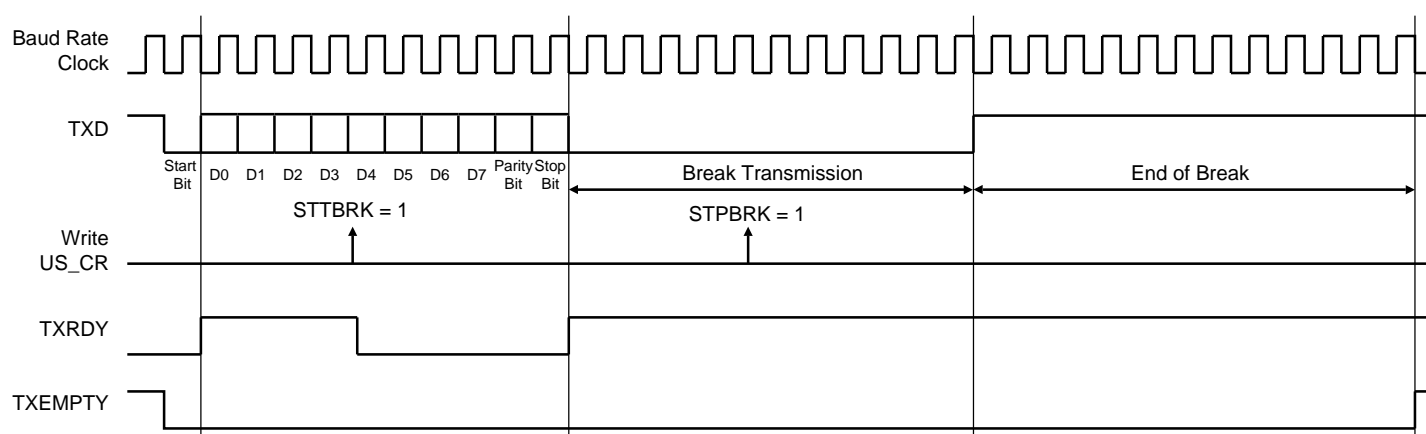 Baud Rate
Clock
TXD
Start
Bit
D0 D1 D2 D3 D4 D5 D6 D7
Parity
Bit
Stop
Bit
Break Transmission
End of Break
STTBRK = 1
STPBRK = 1
Write
US_CR
TXRDY
TXEMPTY